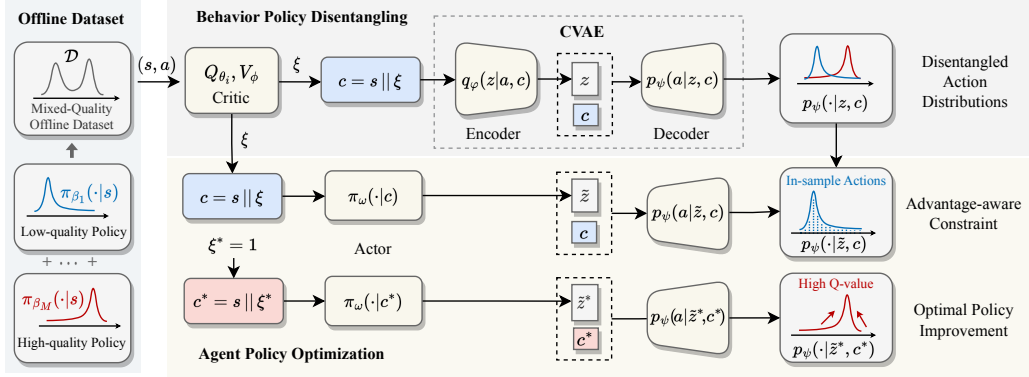 Offline Dataset
𝒟
Mixed-Quality
Offline Dataset
π_{β_1}(·|s)
Low-quality Policy
+ ··· +
π_{β_M}(·|s)
High-quality Policy
(s, a)
Behavior Policy Disentangling
Q_{θ_i}, V_ϕ
Critic
ξ
c = s || ξ
CVAE
q_φ(z|a, c)
Encoder
z
c
p_ψ(a|z, c)
Decoder
p_ψ(·|z, c)
Disentangled
Action
Distributions
ξ
c = s || ξ
π_ω(·|c)
Actor
z̃
c
p_ψ(a|z̃, c)
In-sample Actions
p_ψ(·|z̃, c)
Advantage-aware
Constraint
ξ* = 1
c* = s || ξ*
π_ω(·|c*)
z̃*
c*
p_ψ(a|z̃*, c*)
High Q-value
p_ψ(·|z̃*, c*)
Optimal Policy
Improvement
Agent Policy Optimization